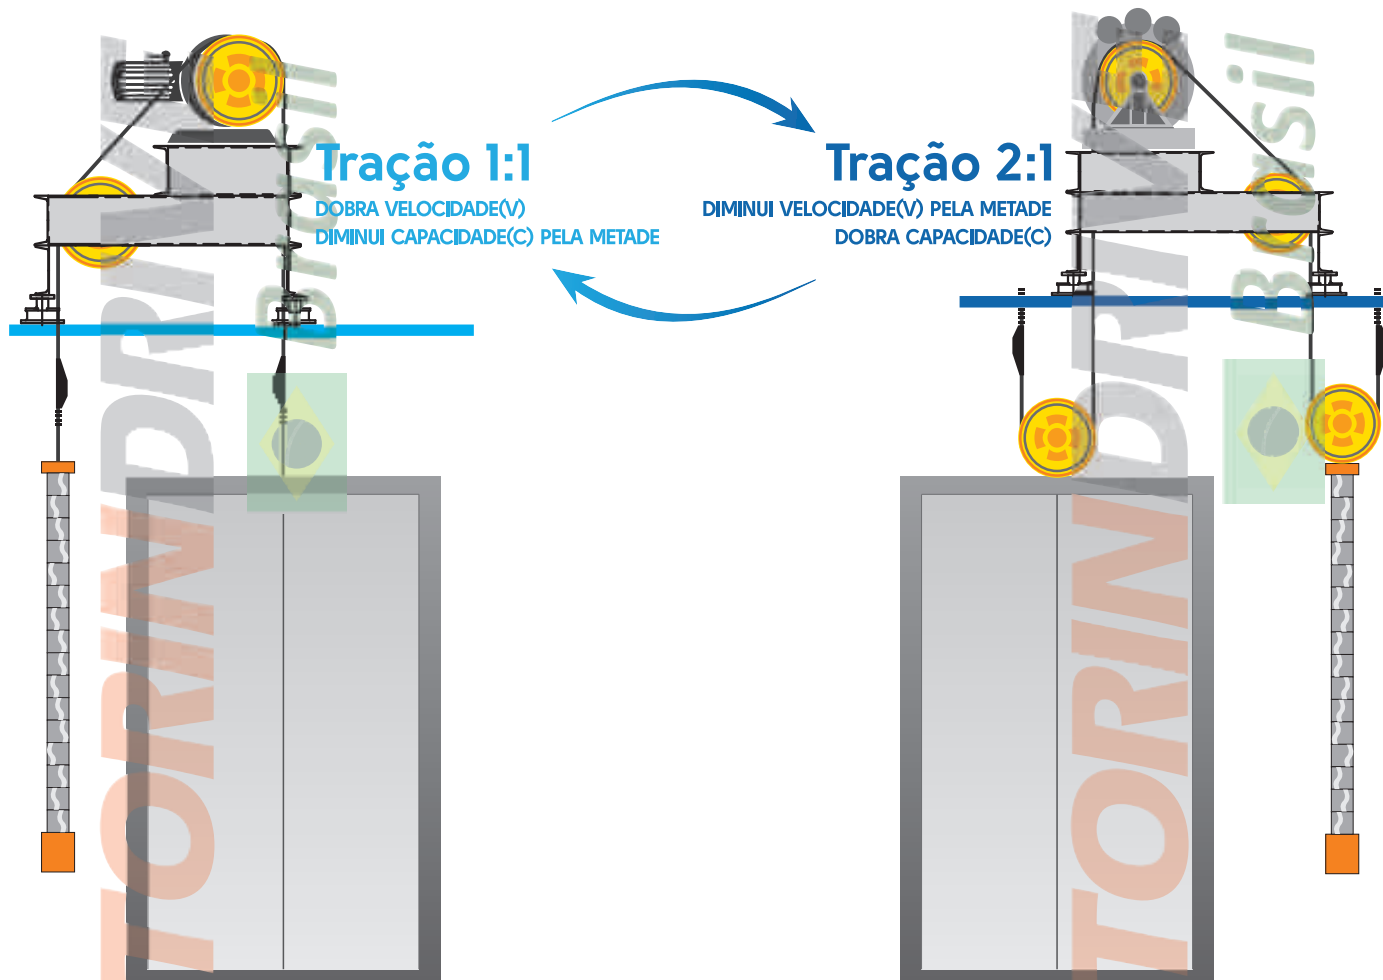 Tração 1:1
DOBRA VELOCIDADE(V)
DIMINUI CAPACIDADE(C) PELA METADE
Tração 2:1
DIMINUI VELOCIDADE(V) PELA METADE
DOBRA CAPACIDADE(C)
TORINDRIVE
Brasil
TORINDRIVE
Brasil